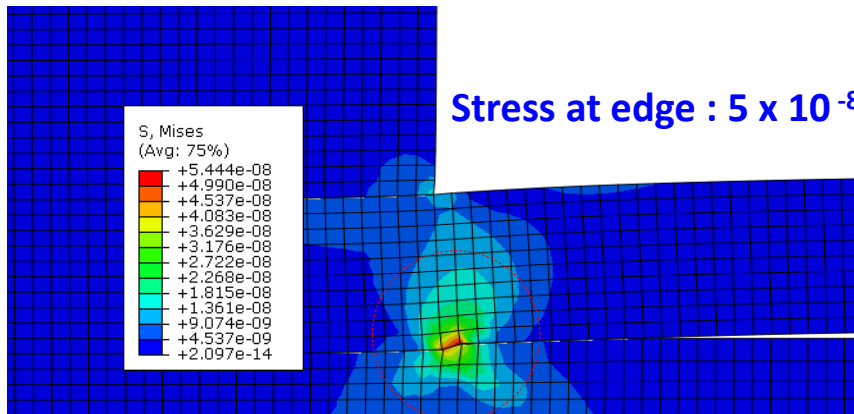 Stress at edge : 5 x 10 -8
S, Mises
(Avg: 75%)
+5.444e-08
+4.990e-08
+4.537e-08
+4.083e-08
+3.629e-08
+3.176e-08
+2.722e-08
+2.268e-08
+1.815e-08
+1.361e-08
+9.074e-09
+4.537e-09
+2.097e-14